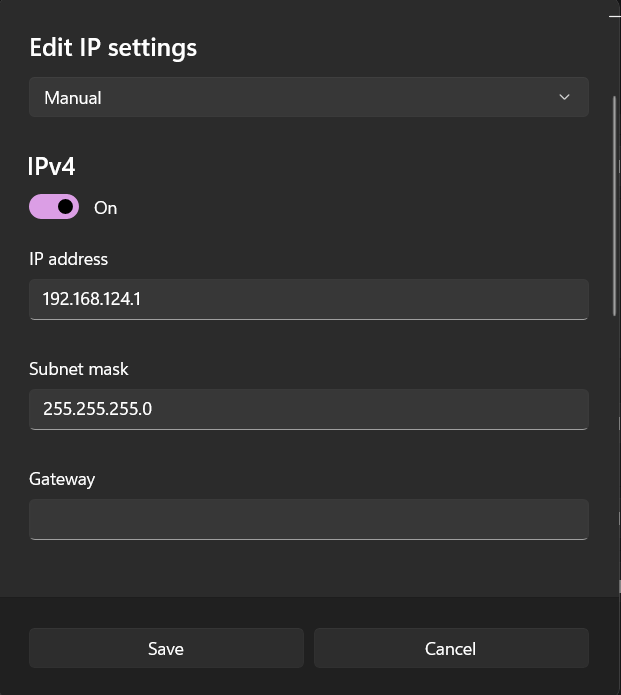 Edit IP settings
Manual
IPv4
On
IP address
192.168.124.1
Subnet mask
255.255.255.0
Gateway
Save
Cancel